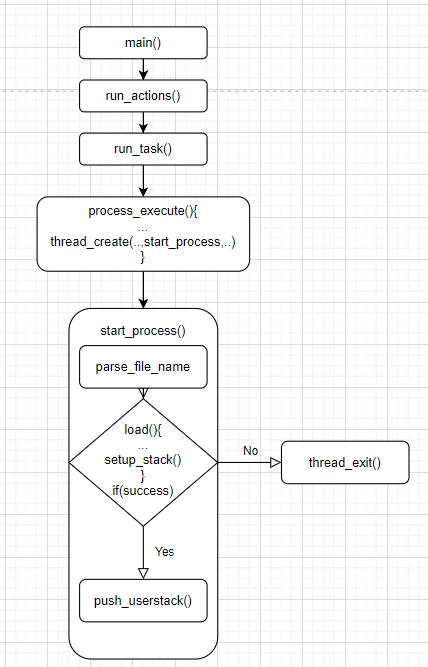 main()
run_actions()
run_task()
process_execute(){
...
thread_create(..,start_process,..)
}
start_process()
parse_file_name
load(){
...
setup_stack()
}
if(success)
No
thread_exit()
Yes
push_userstack()